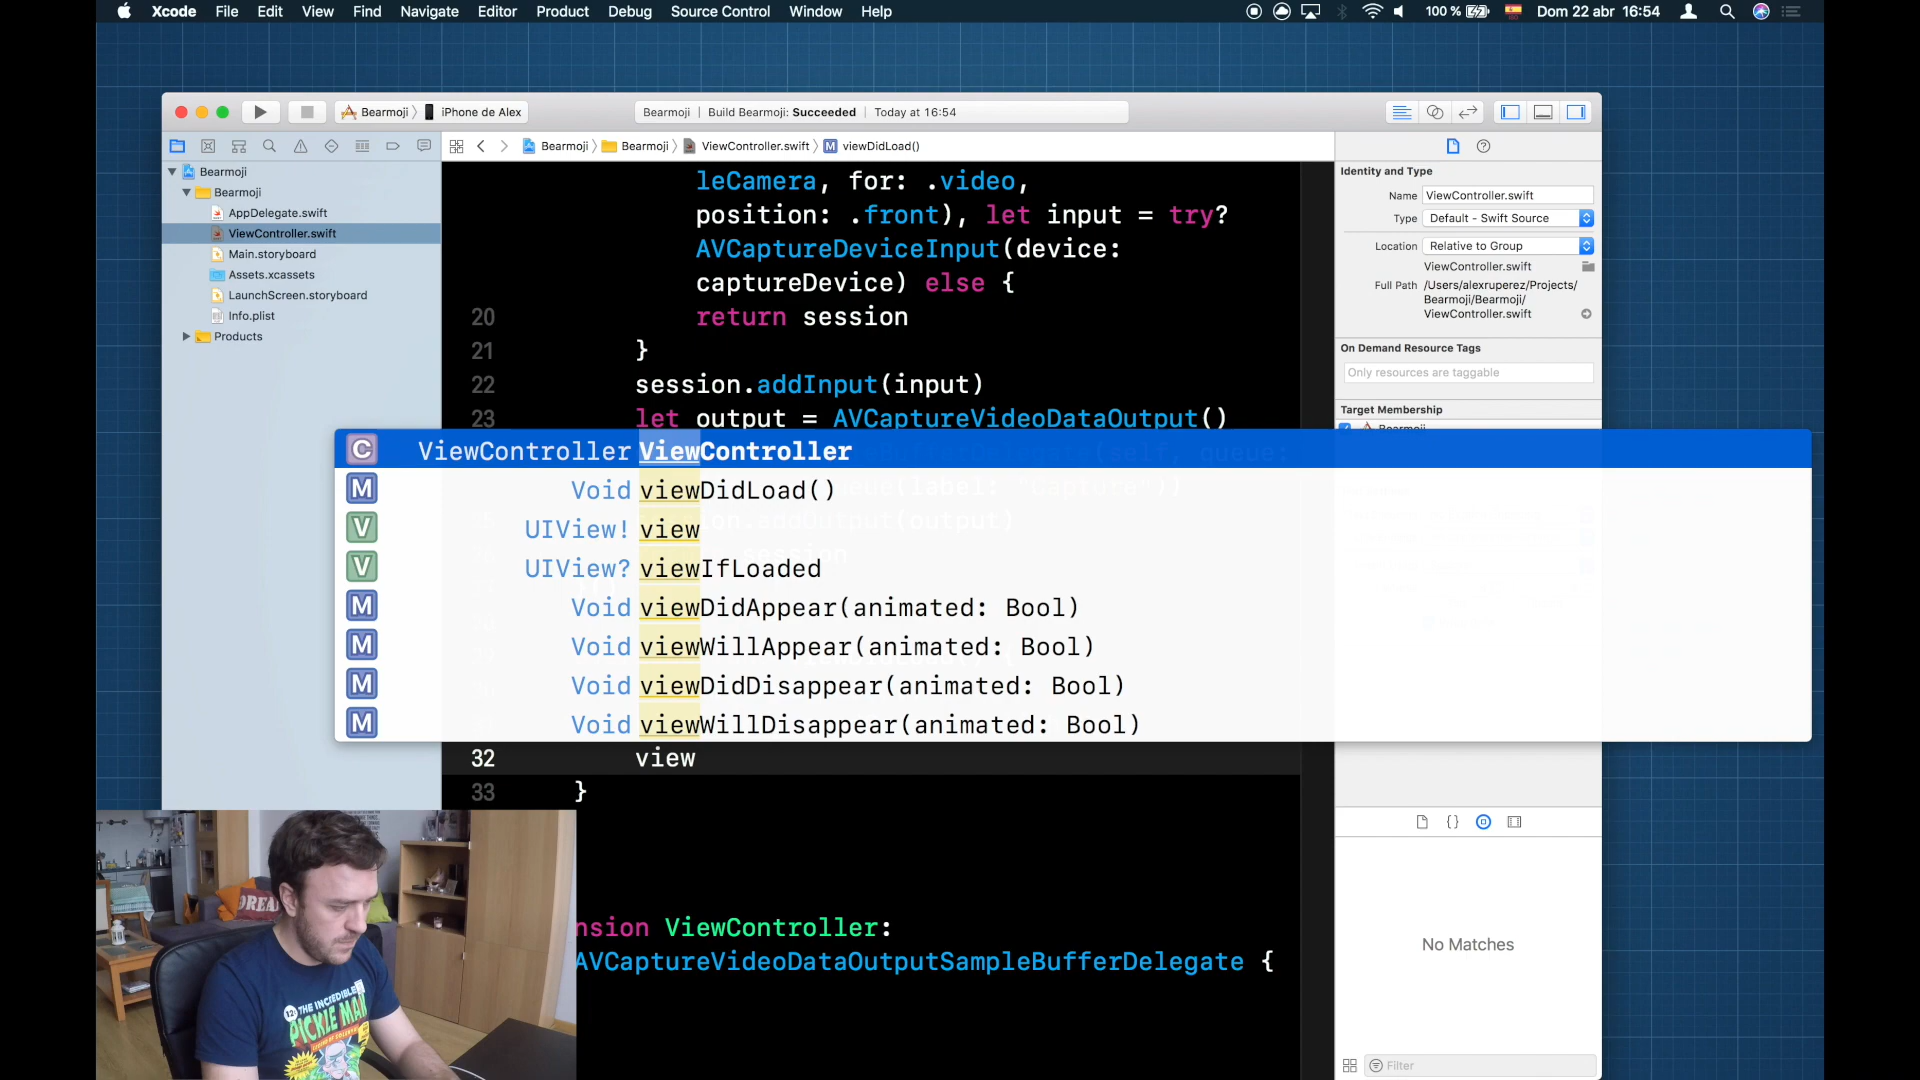 Xcode File Edit View Find Navigate Editor Product Debug Source Control Window Help
100 % Dom 22 abr 16:54
Bearmoji iPhone de Alex
Bearmoji Build Bearmoji: Succeeded Today at 16:54
Bearmoji Bearmoji ViewController.swift M viewDidLoad()
Bearmoji
Bearmoji
AppDelegate.swift
ViewController.swift
Main.storyboard
Assets.xcassets
LaunchScreen.storyboard
Info.plist
Products
leCamera, for: .video,
position: .front), let input = try?
AVCaptureDeviceInput(device:
captureDevice) else {
20 return session
21 }
22 session.addInput(input)
23 let output = AVCaptureVideoDataOutput()
C ViewController ViewController
M Void viewDidLoad()
V UIView! view
V UIView? viewIfLoaded
M Void viewDidAppear(animated: Bool)
M Void viewWillAppear(animated: Bool)
M Void viewDidDisappear(animated: Bool)
M Void viewWillDisappear(animated: Bool)
32 view
33 }
nsion ViewController:
AVCaptureVideoDataOutputSampleBufferDelegate {
Identity and Type
Name ViewController.swift
Type Default - Swift Source
Location Relative to Group
ViewController.swift
Full Path /Users/alexruperez/Projects/
Bearmoji/Bearmoji/
ViewController.swift
On Demand Resource Tags
Only resources are taggable
Target Membership
Bearmoji
No Matches
Filter
DREAM
THE INCREDIBLE
PICKLE MAN